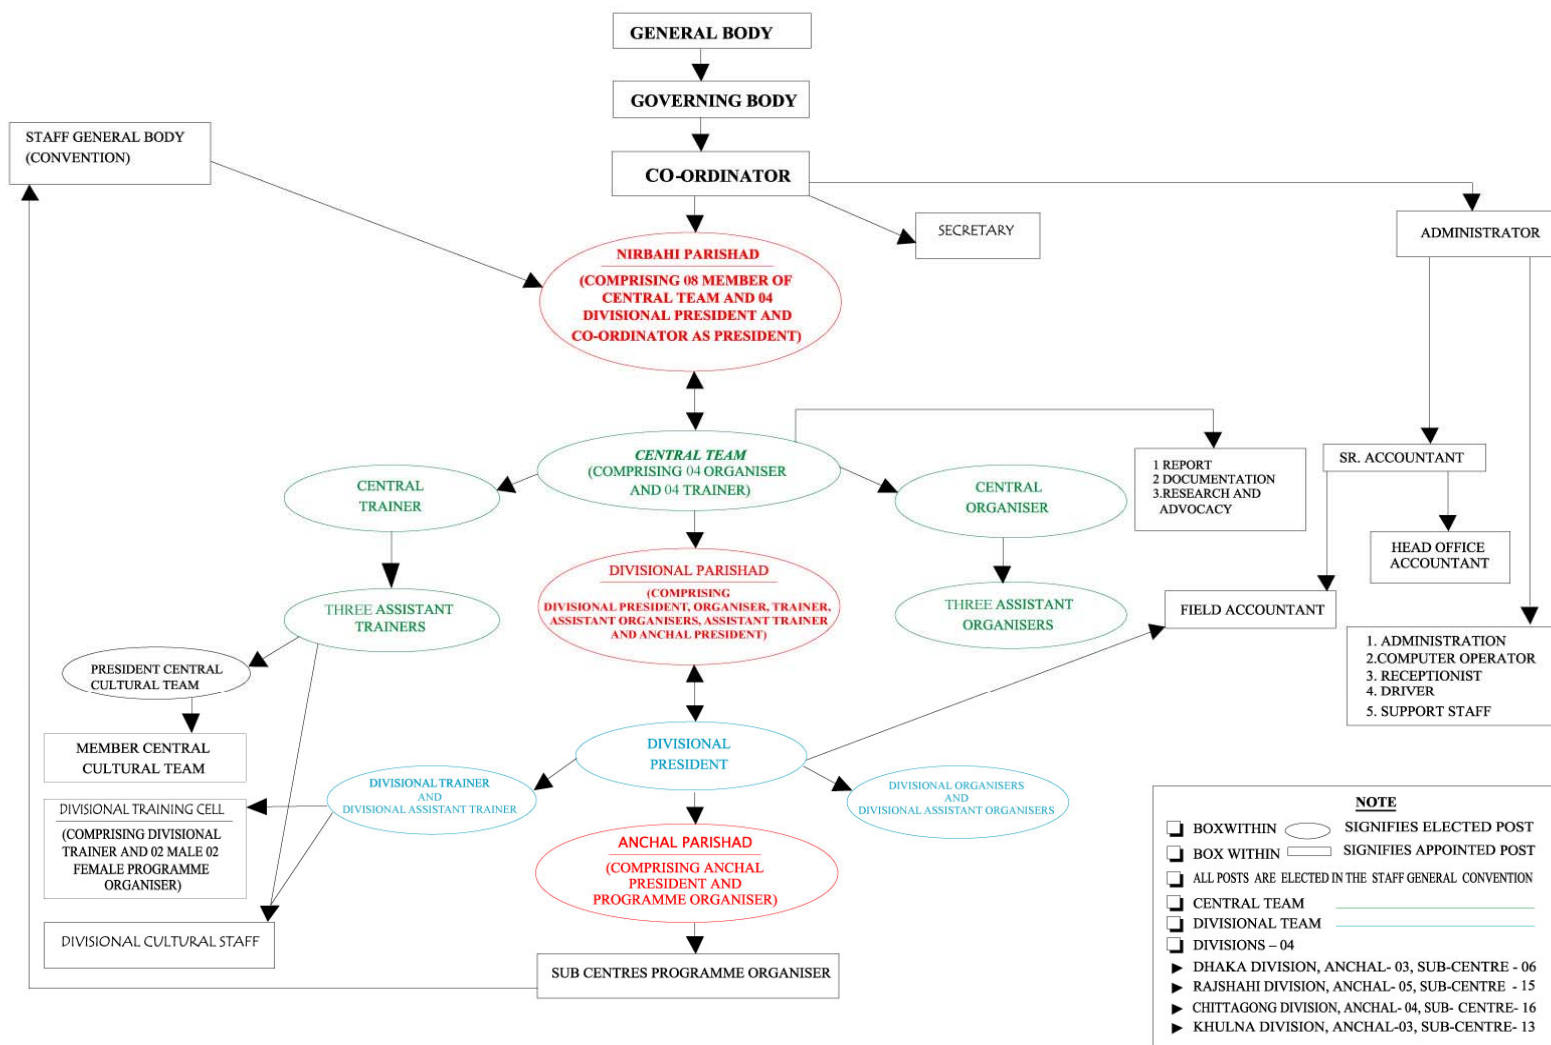 GENERAL BODY
GOVERNING BODY
CO-ORDINATOR
STAFF GENERAL BODY
(CONVENTION)
SECRETARY
ADMINISTRATOR
NIRBAHI PARISHAD
(COMPRISING 08 MEMBER OF
CENTRAL TEAM AND 04
DIVISIONAL PRESIDENT AND
CO-ORDINATOR AS PRESIDENT)
CENTRAL TEAM
(COMPRISING 04 ORGANISER
AND 04 TRAINER)
CENTRAL
TRAINER
CENTRAL
ORGANISER
1 REPORT
2 DOCUMENTATION
3.RESEARCH AND
ADVOCACY
SR. ACCOUNTANT
HEAD OFFICE
ACCOUNTANT
THREE ASSISTANT
TRAINERS
DIVISIONAL PARISHAD
(COMPRISING
DIVISIONAL PRESIDENT, ORGANISER, TRAINER,
ASSISTANT ORGANISERS, ASSISTANT TRAINER
AND ANCHAL PRESIDENT)
THREE ASSISTANT
ORGANISERS
FIELD ACCOUNTANT
1. ADMINISTRATION
2.COMPUTER OPERATOR
3. RECEPTIONIST
4. DRIVER
5. SUPPORT STAFF
PRESIDENT CENTRAL
CULTURAL TEAM
MEMBER CENTRAL
CULTURAL TEAM
DIVISIONAL
PRESIDENT
DIVISIONAL TRAINER
AND
DIVISIONAL ASSISTANT TRAINER
DIVISIONAL ORGANISERS
AND
DIVISIONAL ASSISTANT ORGANISERS
DIVISIONAL TRAINING CELL
(COMPRISING DIVISIONAL
TRAINER AND 02 MALE 02
FEMALE PROGRAMME
ORGANISER)
ANCHAL PARISHAD
(COMPRISING ANCHAL
PRESIDENT AND
PROGRAMME ORGANISER)
DIVISIONAL CULTURAL STAFF
SUB CENTRES PROGRAMME ORGANISER
NOTE
BOXWITHIN SIGNIFIES ELECTED POST
BOX WITHIN SIGNIFIES APPOINTED POST
ALL POSTS ARE ELECTED IN THE STAFF GENERAL CONVENTION
CENTRAL TEAM
DIVISIONAL TEAM
DIVISIONS – 04
DHAKA DIVISION, ANCHAL- 03, SUB-CENTRE - 06
RAJSHAHI DIVISION, ANCHAL- 05, SUB-CENTRE - 15
CHITTAGONG DIVISION, ANCHAL- 04, SUB- CENTRE- 16
KHULNA DIVISION, ANCHAL-03, SUB-CENTRE- 13